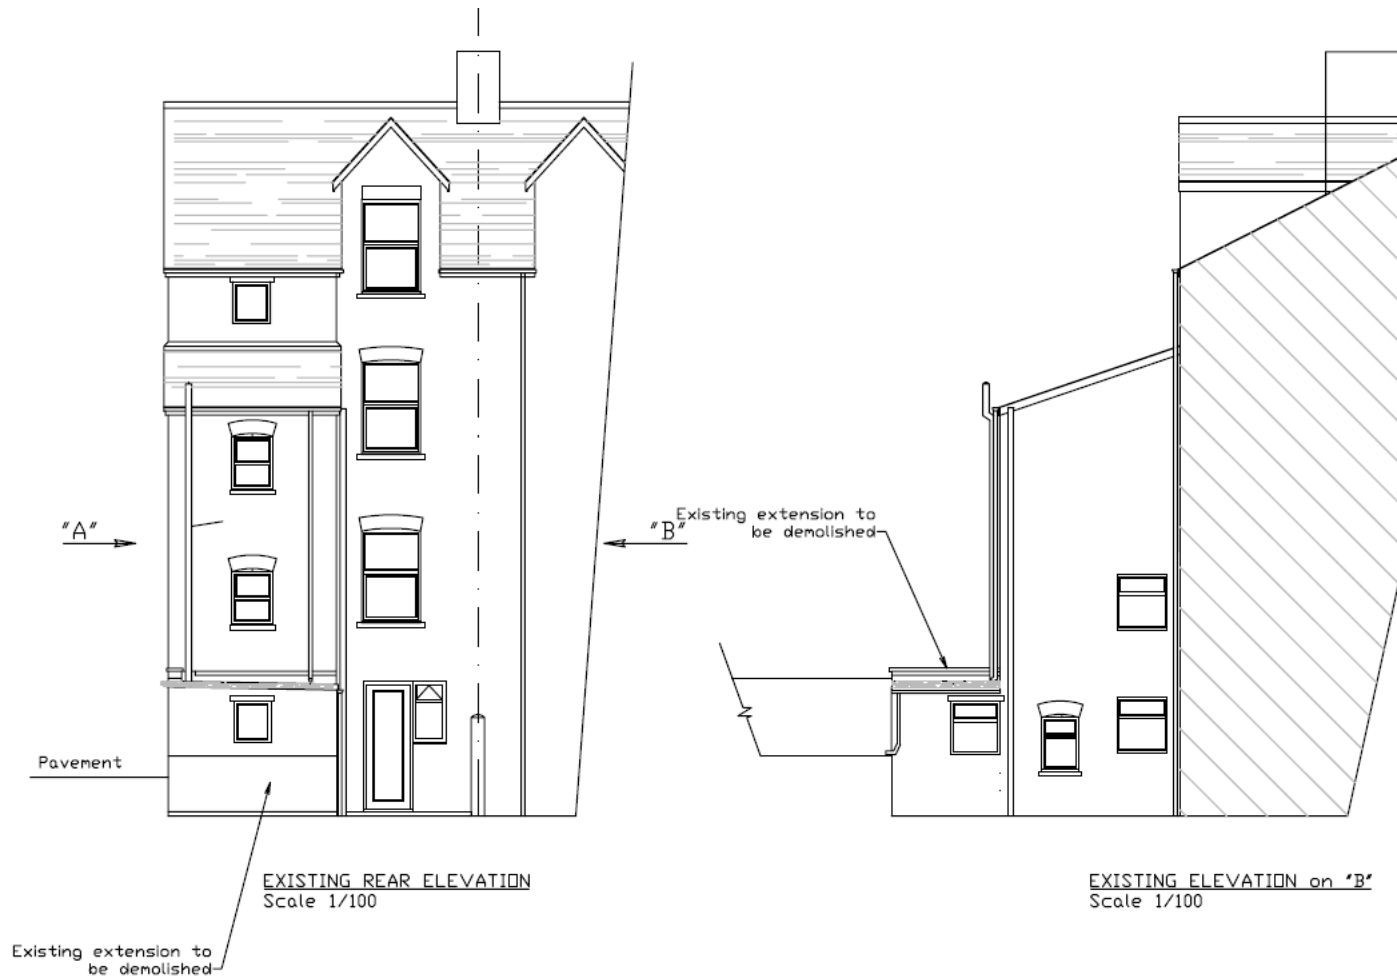 "A"
"B"
Existing extension to
be demolished
Pavement
EXISTING REAR ELEVATION
Scale 1/100
EXISTING ELEVATION on "B"
Scale 1/100
Existing extension to
be demolished